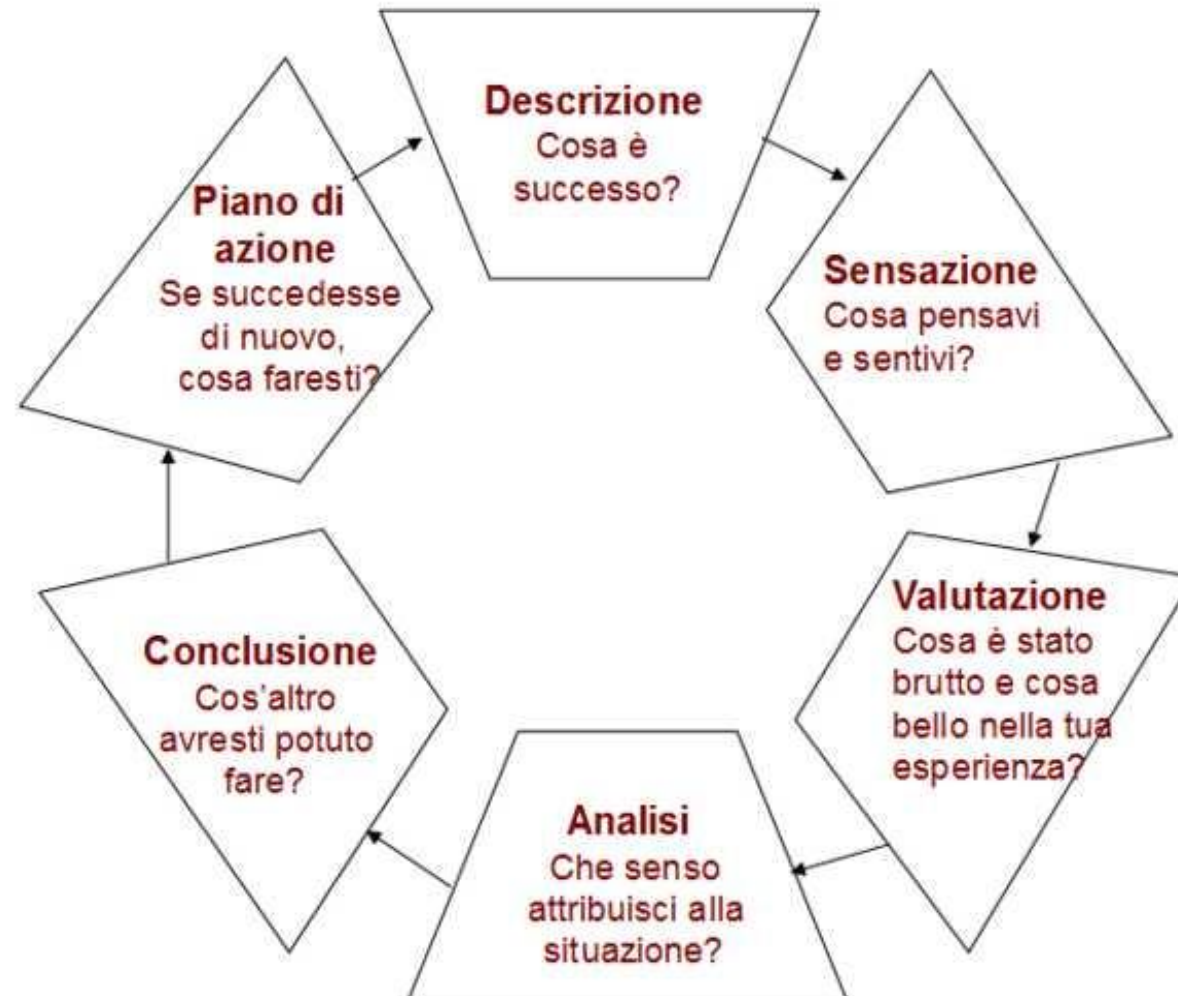 Descrizione
Cosa è
successo?
Sensazione
Cosa pensavi
e sentivi?
Valutazione
Cosa è stato
brutto e cosa
bello nella tua
esperienza?
Analisi
Che senso
attribuisci alla
situazione?
Conclusione
Cos'altro
avresti potuto
fare?
Piano di
azione
Se succedesse
di nuovo,
cosa faresti?